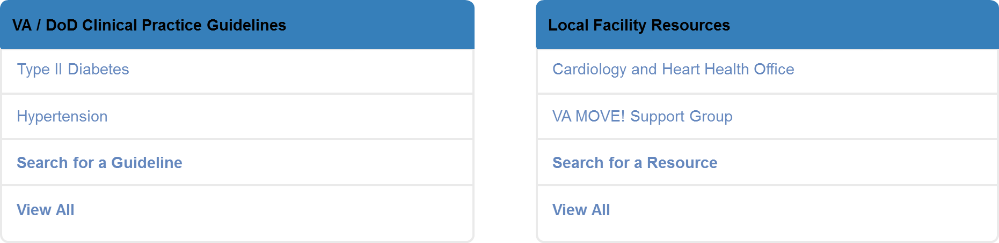 VA / DoD Clinical Practice Guidelines
Type II Diabetes
Hypertension
Search for a Guideline
View All
Local Facility Resources
Cardiology and Heart Health Office
VA MOVE! Support Group
Search for a Resource
View All